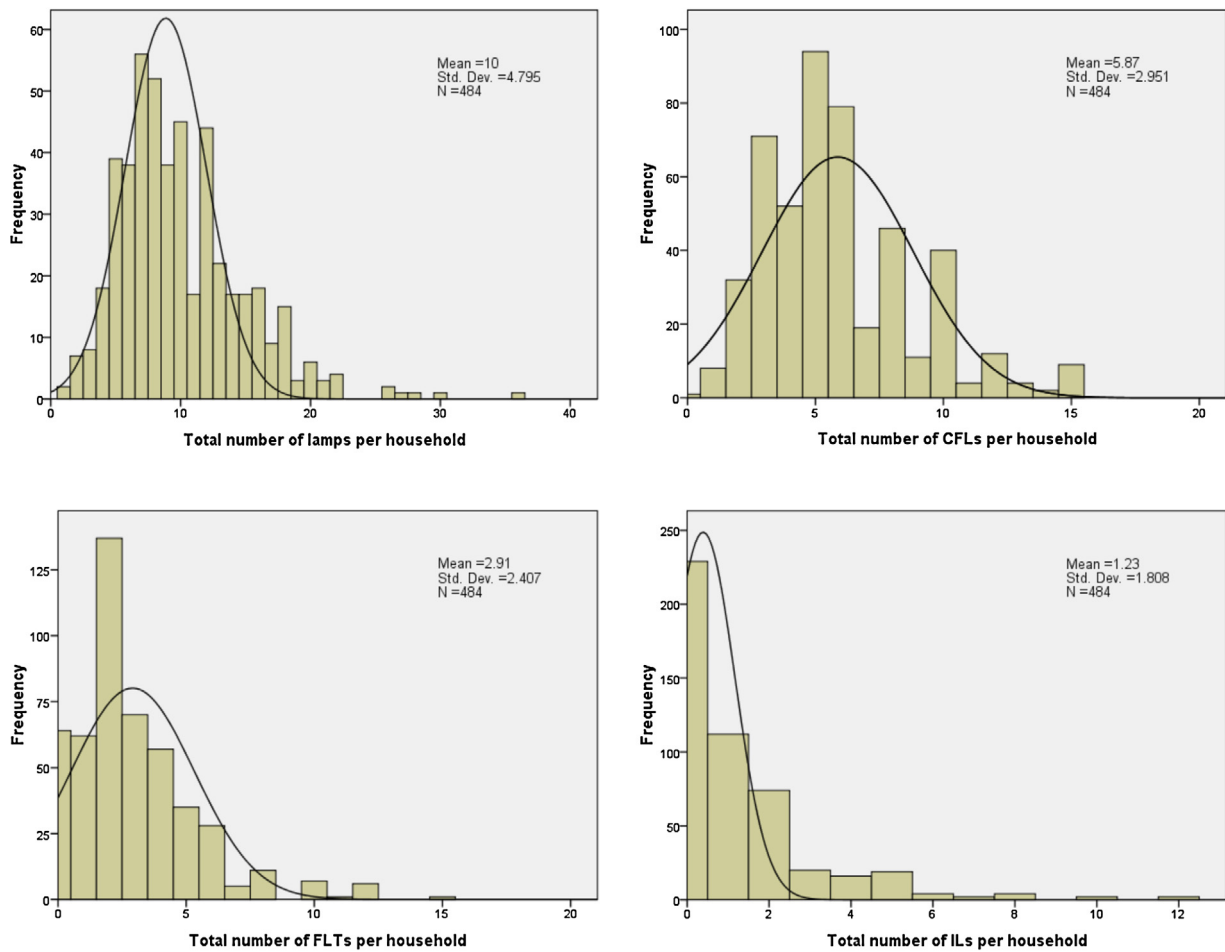 60
50
40
30
20
10
0
Frequency
Mean =10
Std. Dev. =4.795
N =484
0 10 20 30 40
Total number of lamps per household
100
80
60
40
20
0
Frequency
Mean =5.87
Std. Dev. =2.951
N =484
0 5 10 15 20
Total number of CFLs per household
125
100
75
50
25
0
Frequency
Mean =2.91
Std. Dev. =2.407
N =484
0 5 10 15 20
Total number of FLTs per household
250
200
150
100
50
0
Frequency
Mean =1.23
Std. Dev. =1.808
N =484
0 2 4 6 8 10 12
Total number of ILs per household